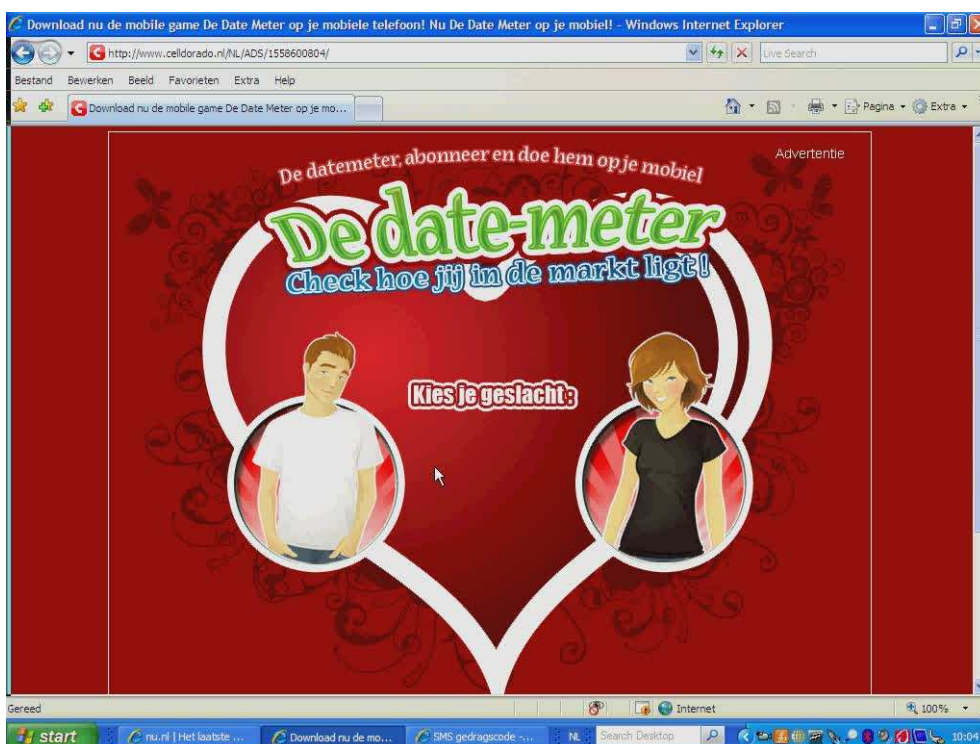 Download nu de mobile game De Date Meter op je mobiele telefoon! Nu De Date Meter op je mobiel! - Windows Internet Explorer
http://www.celldorado.nl/NL/ADS/1558600804/
Live Search
Bestand Bewerken Beeld Favorieten Extra Help
Download nu de mobile game De Date Meter op je mo...
Pagina
Extra
Advertentie
De datemeter, abonneer en doe hem op je mobiel
De date-meter
Check hoe jij in de markt ligt!
Kies je geslacht:
Gereed
Internet
100%
start
nu.nl | Het laatste ...
Download nu de mo...
SMS gedragscode -...
NL
Search Desktop
10:04